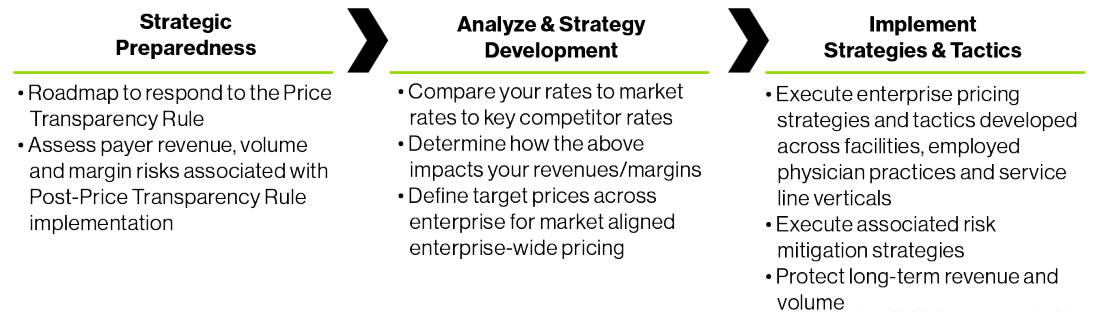 Strategic
Preparedness
• Roadmap to respond to the Price
Transparency Rule
• Assess payer revenue, volume
and margin risks associated with
Post-Price Transparency Rule
implementation
Analyze & Strategy
Development
• Compare your rates to market
rates to key competitor rates
• Determine how the above
impacts your revenues/margins
• Define target prices across
enterprise for market aligned
enterprise-wide pricing
Implement
Strategies & Tactics
• Execute enterprise pricing
strategies and tactics developed
across facilities, employed
physician practices and service
line verticals
• Execute associated risk
mitigation strategies
• Protect long-term revenue and
volume